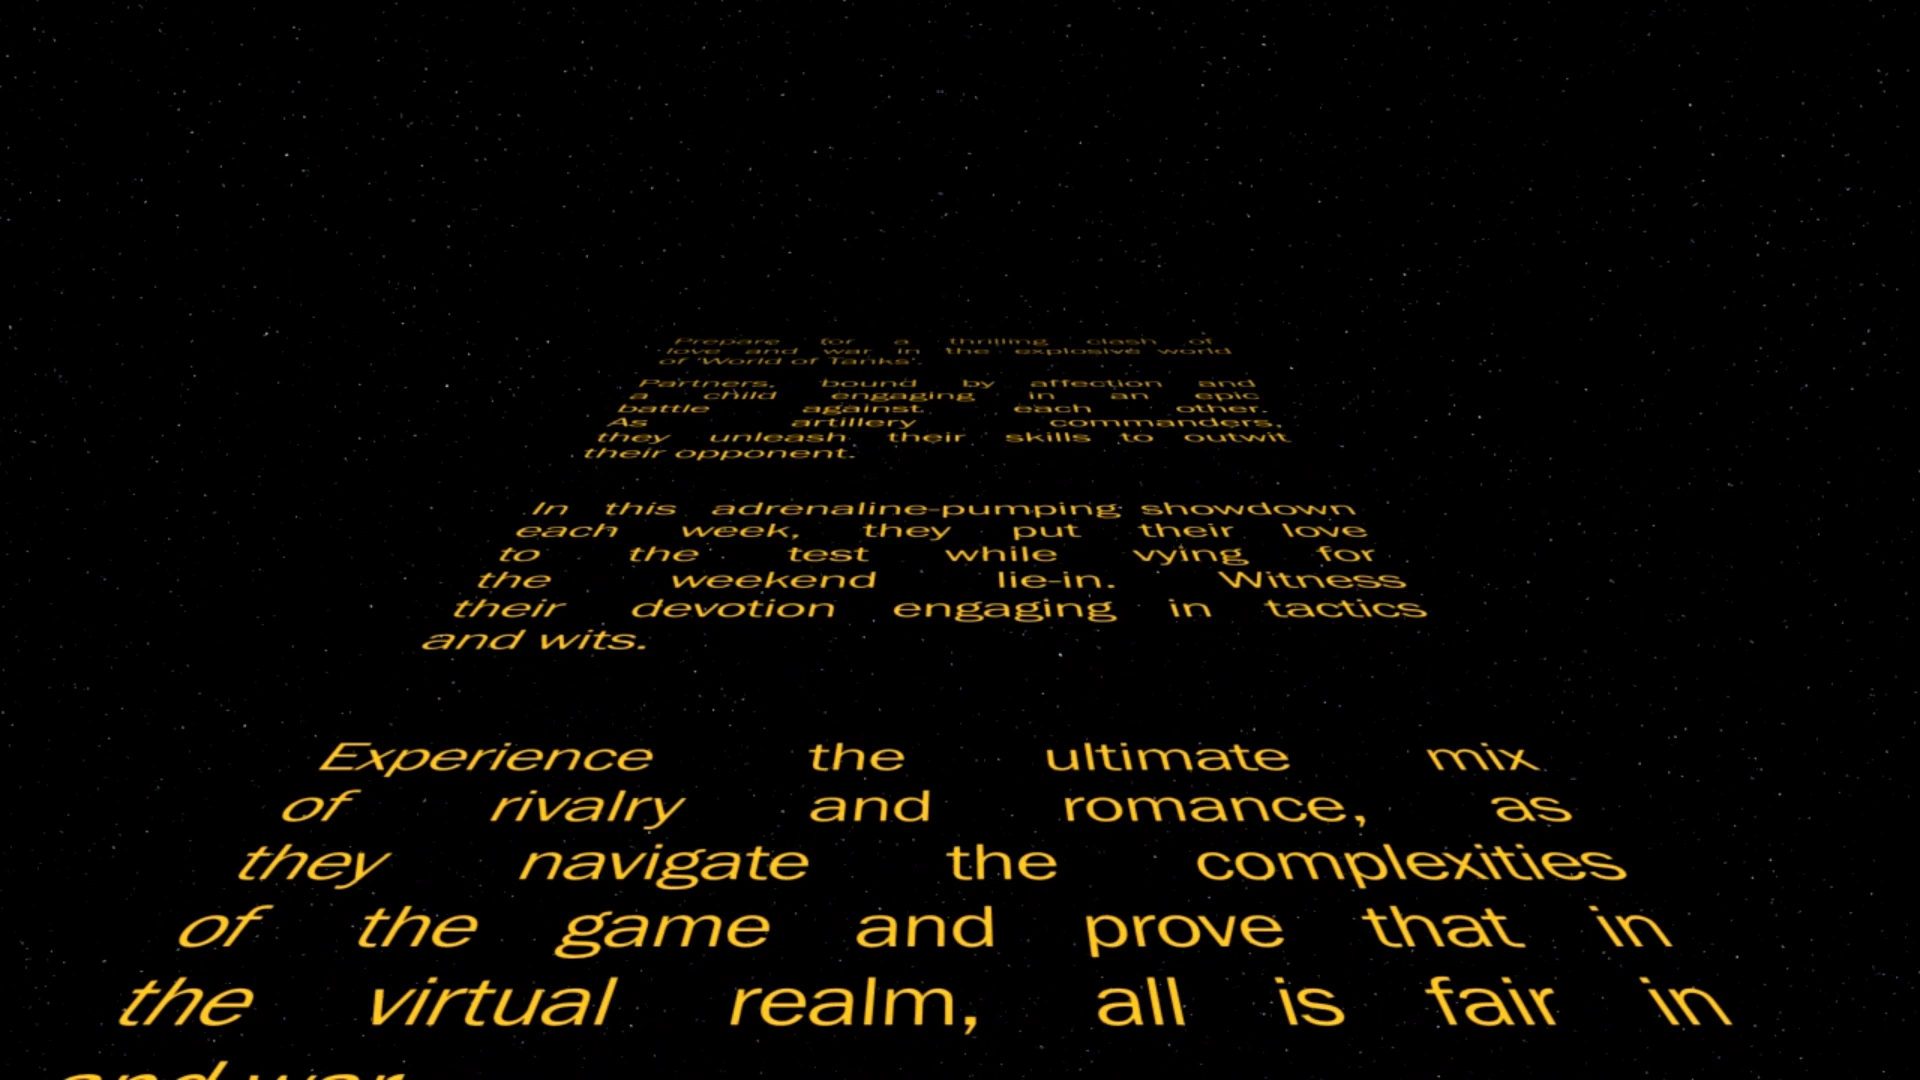 Prepare for a thrilling clash of
love and war in the explosive world
of 'World of Tanks'.
Partners, bound by affection and
a child engaging in an epic
battle against each other.
As artillery commanders,
they unleash their skills to outwit
their opponent.
In this adrenaline-pumping showdown
each week, they put their love
to the test while vying for
the weekend lie-in. Witness
their devotion engaging in tactics
and wits.
Experience the ultimate mix
of rivalry and romance, as
they navigate the complexities
of the game and prove that in
the virtual realm, all is fair in
and war